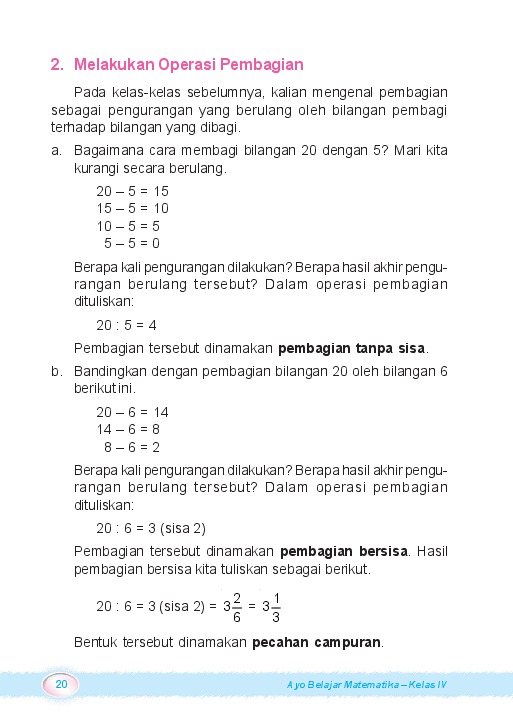 2. Melakukan Operasi Pembagian
Pada kelas-kelas sebelumnya, kalian mengenal pembagian
sebagai pengurangan yang berulang oleh bilangan pembagi
terhadap bilangan yang dibagi.
a. Bagaimana cara membagi bilangan 20 dengan 5? Mari kita
kurangi secara berulang.
20 – 5 = 15
15 – 5 = 10
10 – 5 = 5
5 – 5 = 0
Berapa kali pengurangan dilakukan? Berapa hasil akhir pengu-
rangan berulang tersebut? Dalam operasi pembagian
dituliskan:
20 : 5 = 4
Pembagian tersebut dinamakan pembagian tanpa sisa.
b. Bandingkan dengan pembagian bilangan 20 oleh bilangan 6
berikut ini.
20 – 6 = 14
14 – 6 = 8
8 – 6 = 2
Berapa kali pengurangan dilakukan? Berapa hasil akhir pengu-
rangan berulang tersebut? Dalam operasi pembagian
dituliskan:
20 : 6 = 3 (sisa 2)
Pembagian tersebut dinamakan pembagian bersisa. Hasil
pembagian bersisa kita tuliskan sebagai berikut.
20 : 6 = 3 (sisa 2) = 3 2/6 = 3 1/3
Bentuk tersebut dinamakan pecahan campuran.
20 Ayo Belajar Matematika – Kelas IV